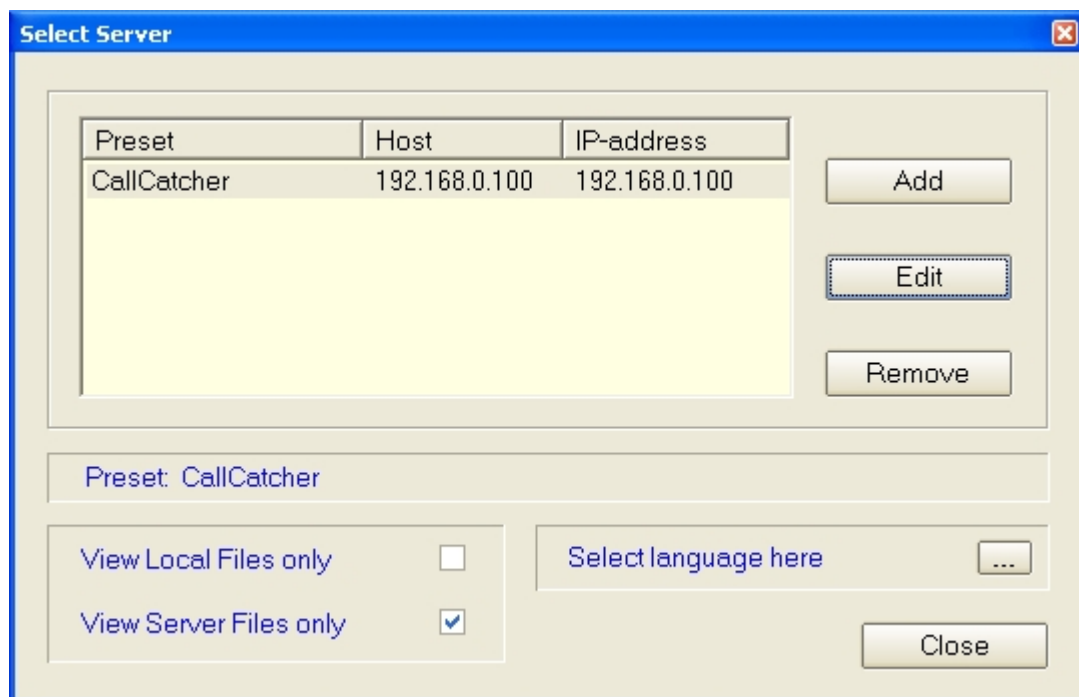 Select Server
Preset Host IP-address
CallCatcher 192.168.0.100 192.168.0.100
Add
Edit
Remove
Preset: CallCatcher
View Local Files only
Select language here ...
View Server Files only
Close